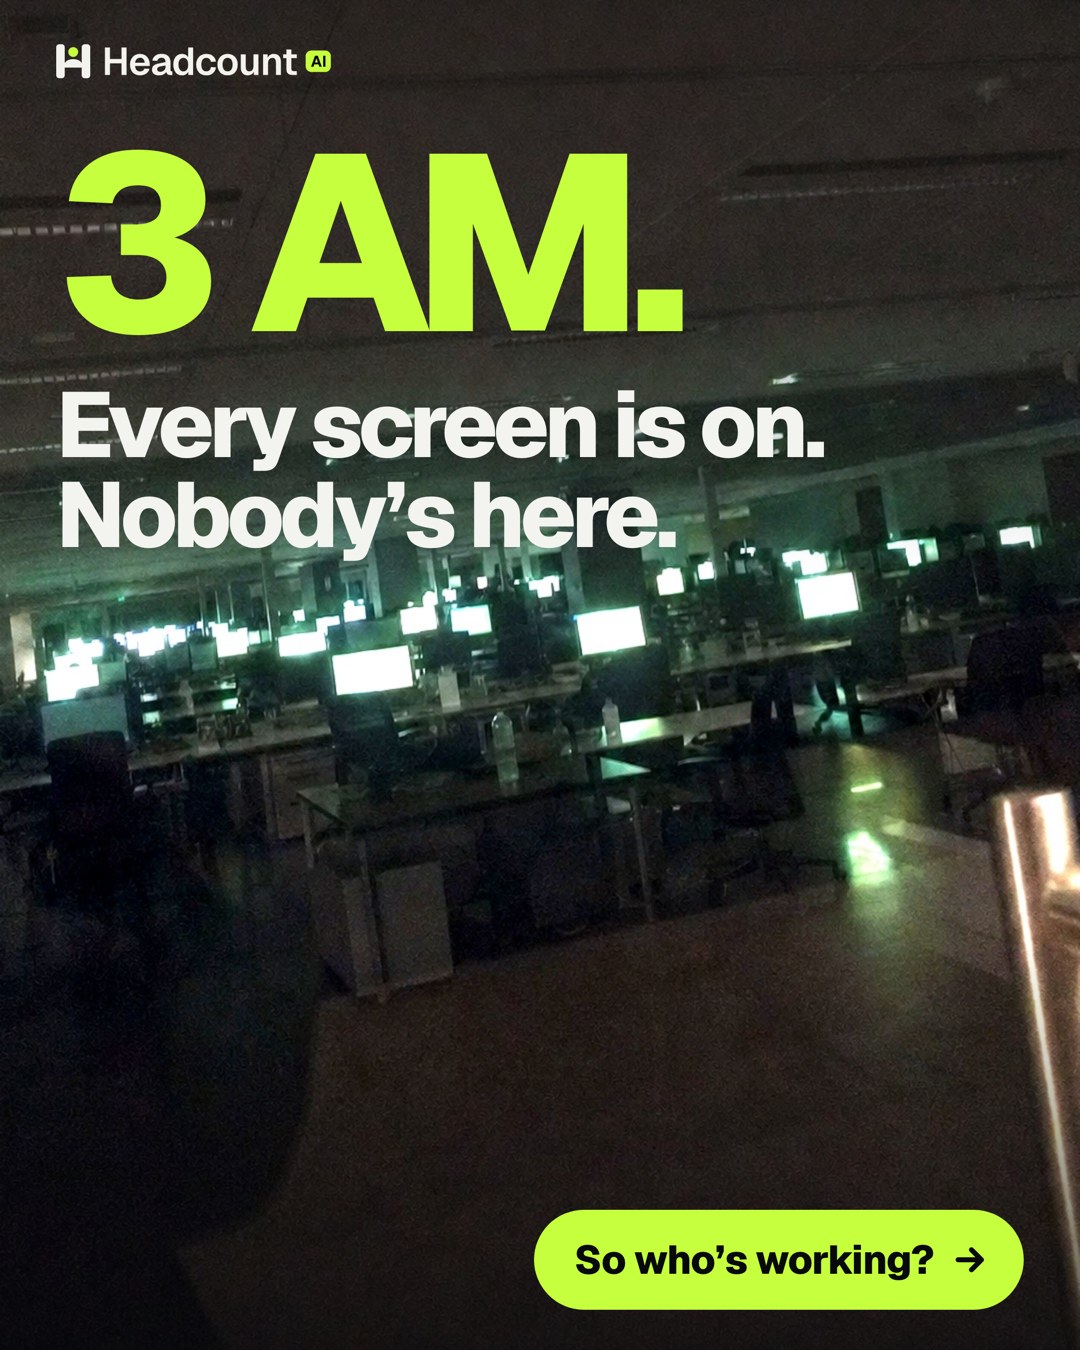 Headcount AI
3 AM.
Every screen is on.
Nobody’s here.
So who’s working? →